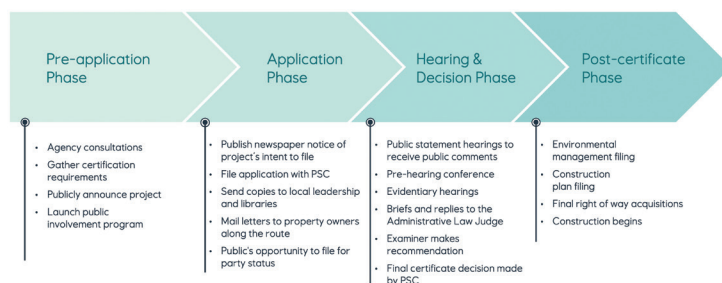 Pre-application
Phase
Application
Phase
Hearing &
Decision Phase
Post-certificate
Phase
• Agency consultations
• Gather certification
requirements
• Publicly announce project
• Launch public
involvement program
• Publish newspaper notice of
project's intent to file
• File application with PSC
• Send copies to local leadership
and libraries
• Mail letters to property owners
along the route
• Public's opportunity to file for
party status
• Public statement hearings to
receive public comments
• Pre-hearing conference
• Evidentiary hearings
• Briefs and replies to the
Administrative Law Judge
• Examiner makes
recommendation
• Final certificate decision made
by PSC
• Environmental
management filing
• Construction
plan filing
• Final right of way acquisitions
• Construction begins